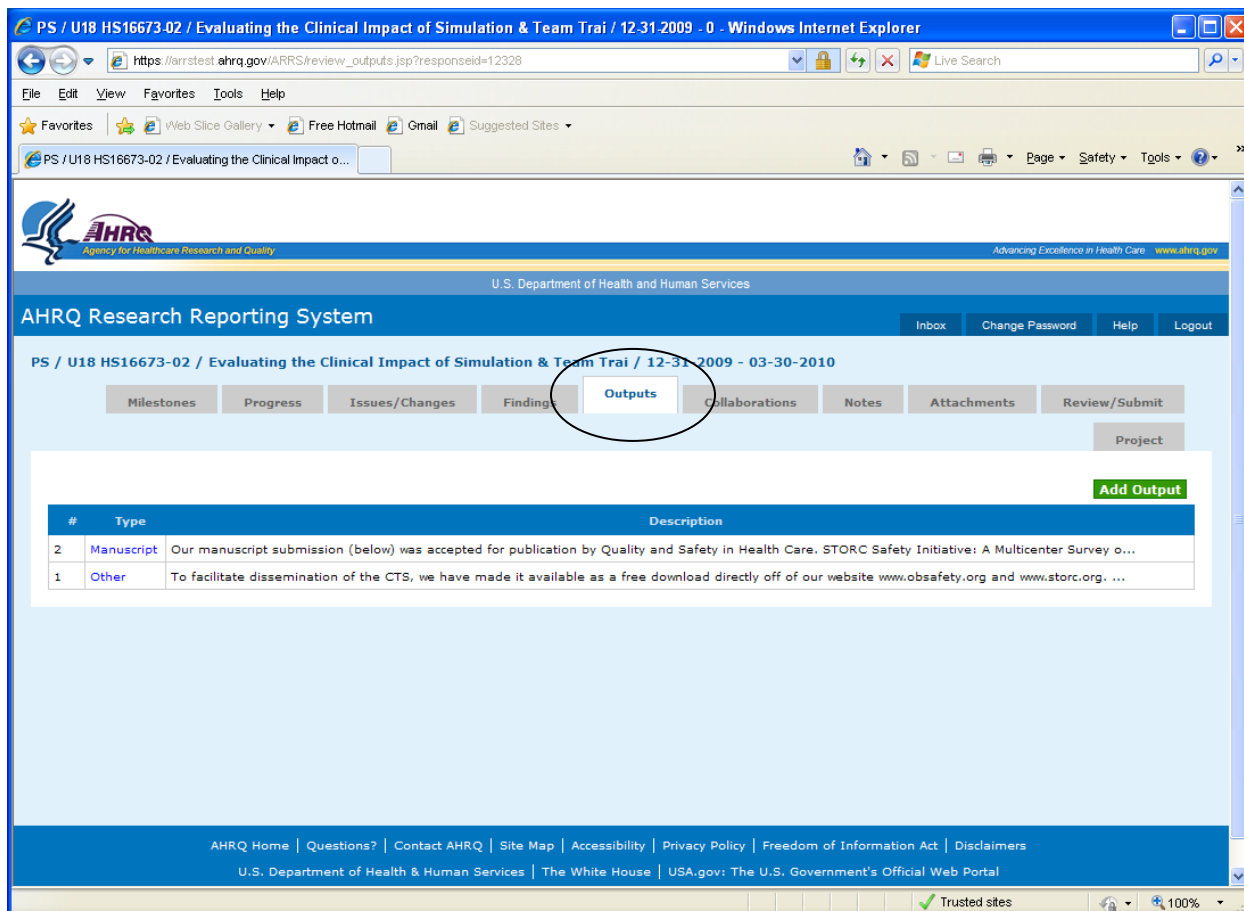 PS / U18 HS16673-02 / Evaluating the Clinical Impact of Simulation & Team Trai / 12-31-2009 - 0 - Windows Internet Explorer
https://arrstest.ahrq.gov/ARRS/review_outputs.jsp?responseid=12328
Live Search
File Edit View Favorites Tools Help
Favorites Web Slice Gallery Free Hotmail Gmail Suggested Sites
PS / U18 HS16673-02 / Evaluating the Clinical Impact o...
Page Safety Tools
AHRQ
Agency for Healthcare Research and Quality
Advancing Excellence in Health Care www.ahrq.gov
U.S. Department of Health and Human Services
AHRQ Research Reporting System
Inbox Change Password Help Logout
PS / U18 HS16673-02 / Evaluating the Clinical Impact of Simulation & Team Trai / 12-31-2009 - 03-30-2010
Milestones Progress Issues/Changes Findings Outputs Collaborations Notes Attachments Review/Submit
Project
Add Output
# Type Description
2 Manuscript Our manuscript submission (below) was accepted for publication by Quality and Safety in Health Care. STORC Safety Initiative: A Multicenter Survey o...
1 Other To facilitate dissemination of the CTS, we have made it available as a free download directly off of our website www.obsafety.org and www.storc.org. ...
AHRQ Home | Questions? | Contact AHRQ | Site Map | Accessibility | Privacy Policy | Freedom of Information Act | Disclaimers
U.S. Department of Health & Human Services | The White House | USA.gov: The U.S. Government's Official Web Portal
Trusted sites 100%